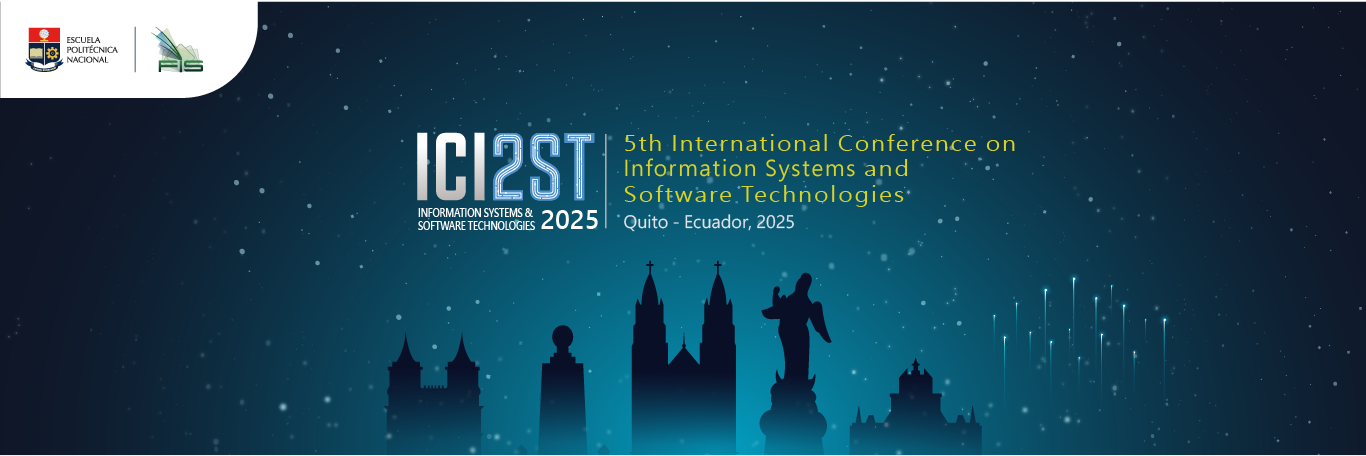 ESCUELA
POLITÉCNICA
NACIONAL
FIS
ICI2ST
INFORMATION SYSTEMS &
SOFTWARE TECHNOLOGIES 2025
5th International Conference on
Information Systems and
Software Technologies
Quito - Ecuador, 2025